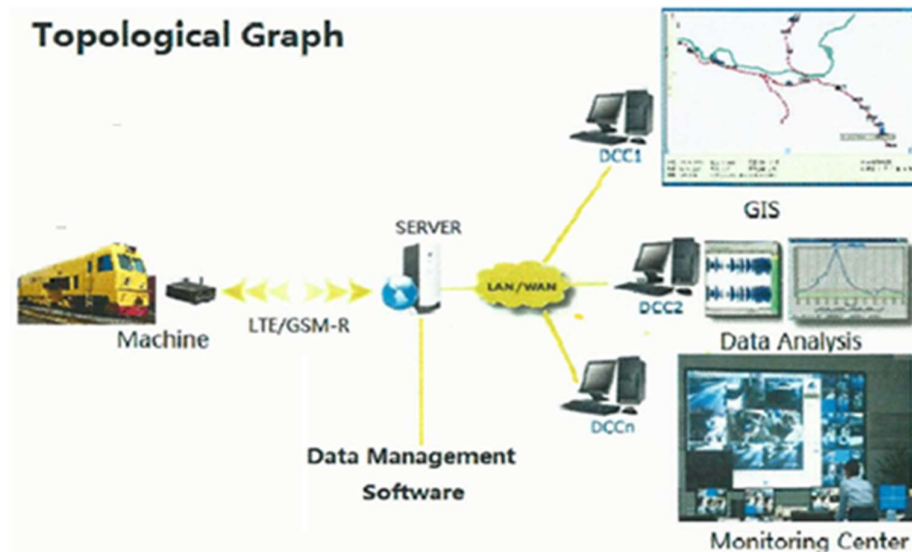 Topological Graph
DCC1
GIS
SERVER
LAN/WAN
DCC2
LTE/GSM-R
Machine
Data Analysis
DCCn
Data Management
Software
Monitoring Center